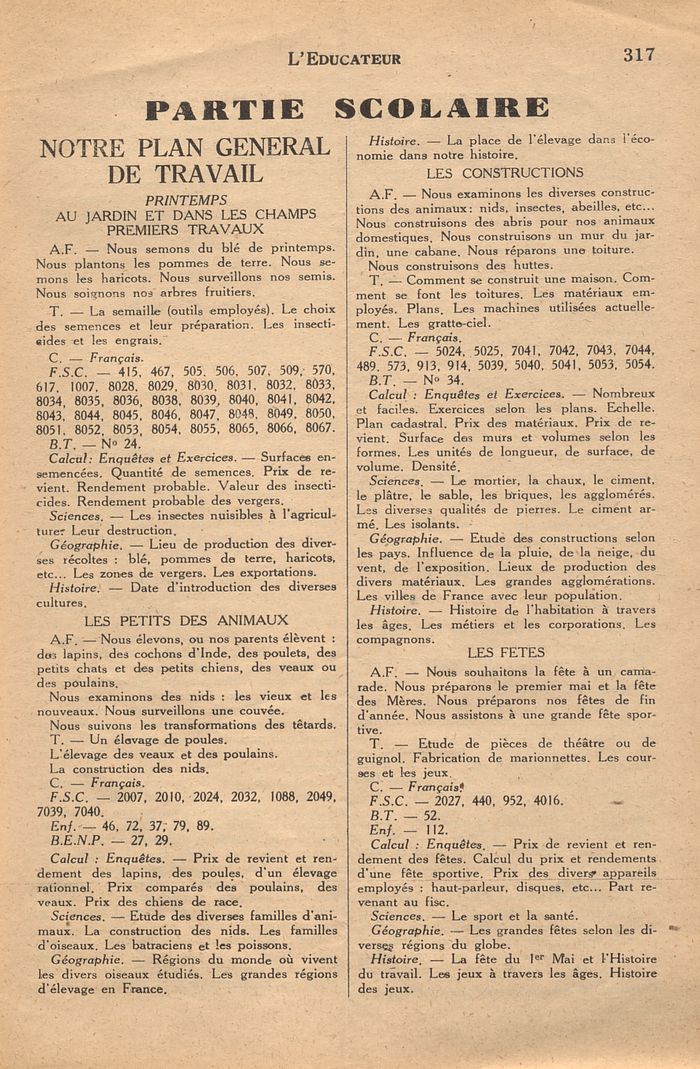 L'EDUCATEUR
317
PARTIE SCOLAIRE
NOTRE PLAN GENERAL
DE TRAVAIL
PRINTEMPS
AU JARDIN ET DANS LES CHAMPS
PREMIERS TRAVAUX
A.F. — Nous semons du blé de printemps.
Nous plantons les pommes de terre. Nous se-
mons les haricots. Nous surveillons nos semis.
Nous soignons nos arbres fruitiers.
T. — La semaille (outils employés). Le choix
des semences et leur préparation. Les insecti-
cides et les engrais.
C. — Français.
F.S.C. — 415, 467, 505, 506, 507, 509, 570,
617, 1007, 8028, 8029, 8030, 8031, 8032, 8033,
8034, 8035, 8036, 8038, 8039, 8040, 8041, 8042,
8043, 8044, 8045, 8046, 8047, 8048, 8049, 8050,
8051, 8052, 8053, 8054, 8055, 8065, 8066, 8067.
B.T. — N° 24.
Calcul: Enquêtes et Exercices. — Surfaces en-
semencées. Quantité de semences. Prix de re-
vient. Rendement probable. Valeur des insecti-
cides. Rendement probable des vergers.
Sciences. — Les insectes nuisibles à l'agricul-
ture? Leur destruction.
Géographie. — Lieu de production des diver-
ses récoltes : blé, pommes de terre, haricots,
etc... Les zones de vergers. Les exportations.
Histoire. — Date d'introduction des diverses
cultures.
LES PETITS DES ANIMAUX
A.F. — Nous élevons, ou nos parents élèvent :
des lapins, des cochons d'Inde, des poulets, des
petits chats et des petits chiens, des veaux ou
des poulains.
Nous examinons des nids : les vieux et les
nouveaux. Nous surveillons une couvée.
Nous suivons les transformations des têtards.
T. — Un élevage de poules.
L'élevage des veaux et des poulains.
La construction des nids.
C. — Français.
F.S.C. — 2007, 2010, 2024, 2032, 1088, 2049,
7039, 7040.
Enf. — 46, 72, 37, 79, 89.
B.E.N.P. — 27, 29.
Calcul : Enquêtes. — Prix de revient et ren-
dement des lapins, des poules, d'un élevage
rationnel. Prix comparés des poulains, des
veaux. Prix des chiens de race.
Sciences. — Etude des diverses familles d'ani-
maux. La construction des nids. Les familles
d'oiseaux. Les batraciens et les poissons.
Géographie. — Régions du monde où vivent
les divers oiseaux étudiés. Les grandes régions
d'élevage en France.
Histoire. — La place de l'élevage dans l'éco-
nomie dans notre histoire.
LES CONSTRUCTIONS
A.F. — Nous examinons les diverses construc-
tions des animaux: nids, insectes, abeilles, etc...
Nous construisons des abris pour nos animaux
domestiques. Nous construisons un mur du jar-
din, une cabane. Nous réparons une toiture.
Nous construisons des huttes.
T. — Comment se construit une maison. Com-
ment se font les toitures. Les matériaux em-
ployés. Plans. Les machines utilisées actuelle-
ment. Les gratte-ciel.
C. — Français.
F.S.C. — 5024, 5025, 7041, 7042, 7043, 7044,
489, 573, 913, 914, 5039, 5040, 5041, 5053, 5054.
B.T. — N° 34.
Calcul : Enquêtes et Exercices. — Nombreux
et faciles. Exercices selon les plans. Echelle.
Plan cadastral. Prix des matériaux. Prix de re-
vient. Surface des murs et volumes selon les
formes. Les unités de longueur, de surface, de
volume. Densité.
Sciences. — Le mortier, la chaux, le ciment,
le plâtre, le sable, les briques, les agglomérés.
Les diverses qualités de pierres. Le ciment ar-
mé. Les isolants.
Géographie. — Etude des constructions selon
les pays. Influence de la pluie, de la neige, du
vent, de l'exposition. Lieux de production des
divers matériaux. Les grandes agglomérations.
Les villes de France avec leur population.
Histoire. — Histoire de l'habitation à travers
les âges. Les métiers et les corporations. Les
compagnons.
LES FETES
A.F. — Nous souhaitons la fête à un cama-
rade. Nous préparons le premier mai et la fête
des Mères. Nous préparons nos fêtes de fin
d'année. Nous assistons à une grande fête spor-
tive.
T. — Etude de pièces de théâtre ou de
guignol. Fabrication de marionnettes. Les cour-
ses et les jeux.
C. — Français.
F.S.C. — 2027, 440, 952, 4016.
B.T. — 52.
Enf. — 112.
Calcul : Enquêtes. — Prix de revient et ren-
dement des fêtes. Calcul du prix et rendements
d'une fête sportive. Prix des divers appareils
employés : haut-parleur, disques, etc... Part re-
venant au fisc.
Sciences. — Le sport et la santé.
Géographie. — Les grandes fêtes selon les di-
verses régions du globe.
Histoire. — La fête du 1er Mai et l'Histoire
du travail. Les jeux à travers les âges. Histoire
des jeux.